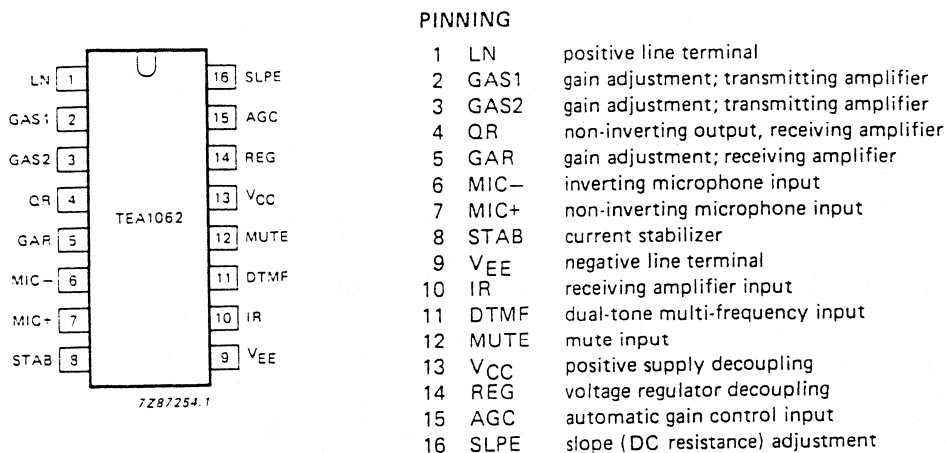 PINNING
1 LN positive line terminal
2 GAS1 gain adjustment; transmitting amplifier
3 GAS2 gain adjustment; transmitting amplifier
4 QR non-inverting output, receiving amplifier
5 GAR gain adjustment; receiving amplifier
6 MIC− inverting microphone input
7 MIC+ non-inverting microphone input
8 STAB current stabilizer
9 VEE negative line terminal
10 IR receiving amplifier input
11 DTMF dual-tone multi-frequency input
12 MUTE mute input
13 VCC positive supply decoupling
14 REG voltage regulator decoupling
15 AGC automatic gain control input
16 SLPE slope (DC resistance) adjustment
LN 1 16 SLPE
GAS1 2 15 AGC
GAS2 3 14 REG
QR 4 13 VCC
TEA1062
GAR 5 12 MUTE
MIC− 6 11 DTMF
MIC+ 7 10 IR
STAB 8 9 VEE
7Z87254.1